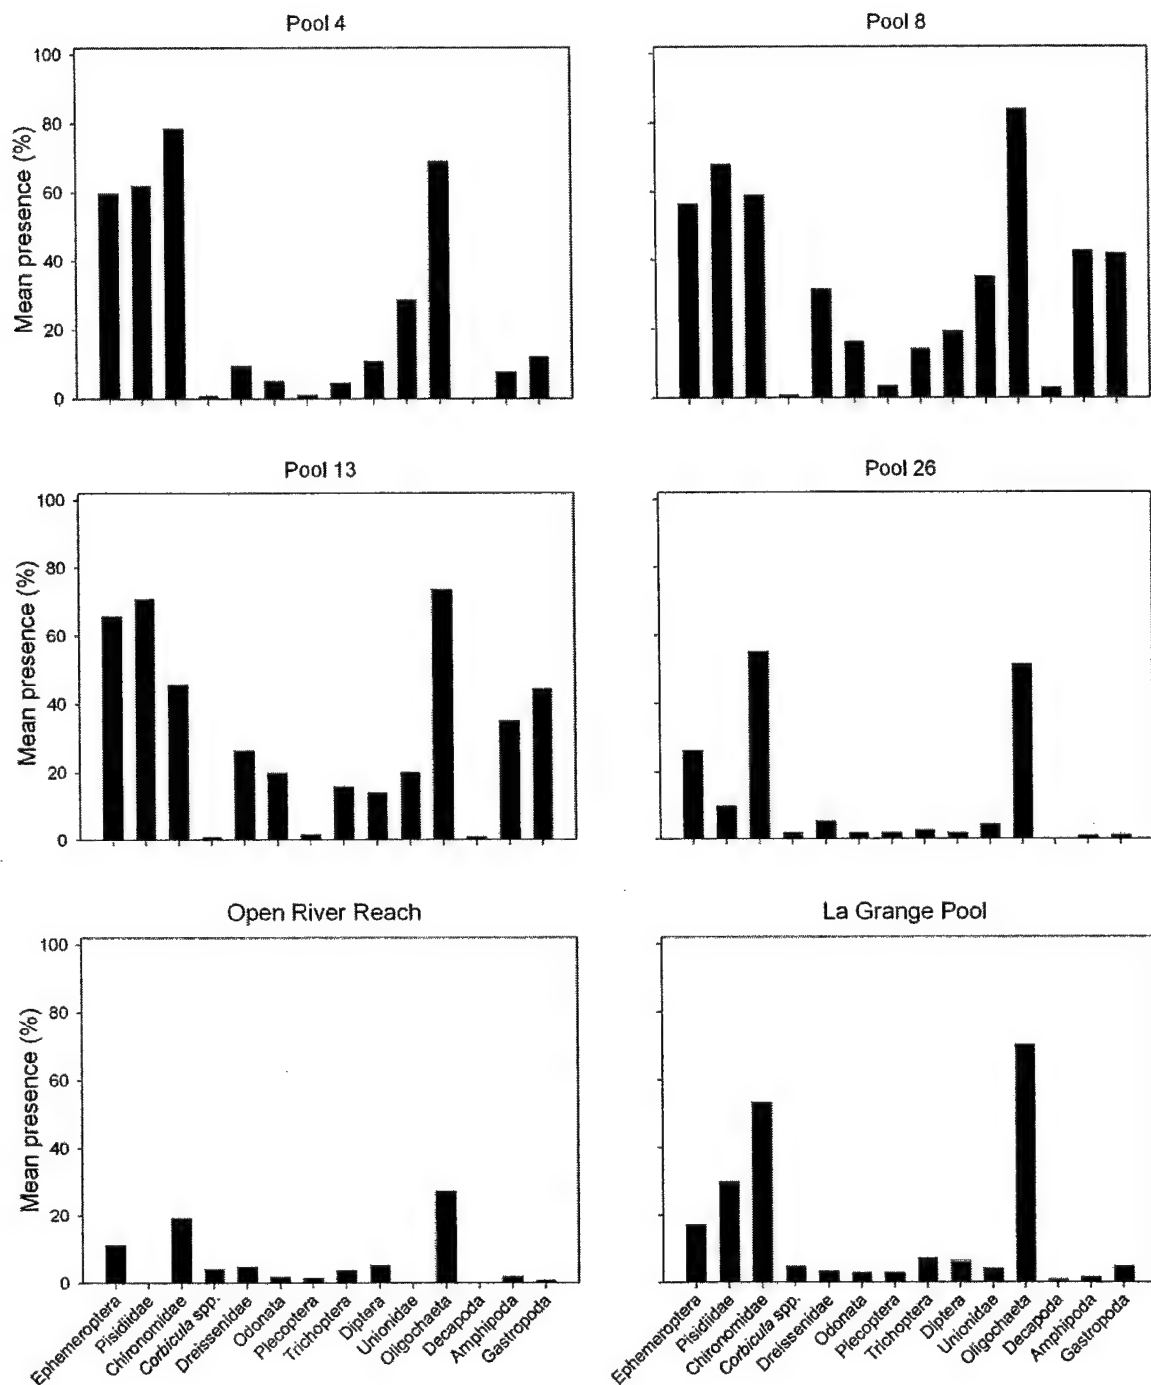 Pool 4
Pool 8
Mean presence (%)
100
80
60
40
20
0
Pool 13
Pool 26
Mean presence (%)
100
80
60
40
20
0
Open River Reach
La Grange Pool
Mean presence (%)
100
80
60
40
20
0
Ephemeroptera
Pisidiidae
Chironomidae
Corbicula spp.
Dreissenidae
Odonata
Plecoptera
Trichoptera
Diptera
Unionidae
Oligochaeta
Decapoda
Amphipoda
Gastropoda
Ephemeroptera
Pisidiidae
Chironomidae
Corbicula spp.
Dreissenidae
Odonata
Plecoptera
Trichoptera
Diptera
Unionidae
Oligochaeta
Decapoda
Amphipoda
Gastropoda